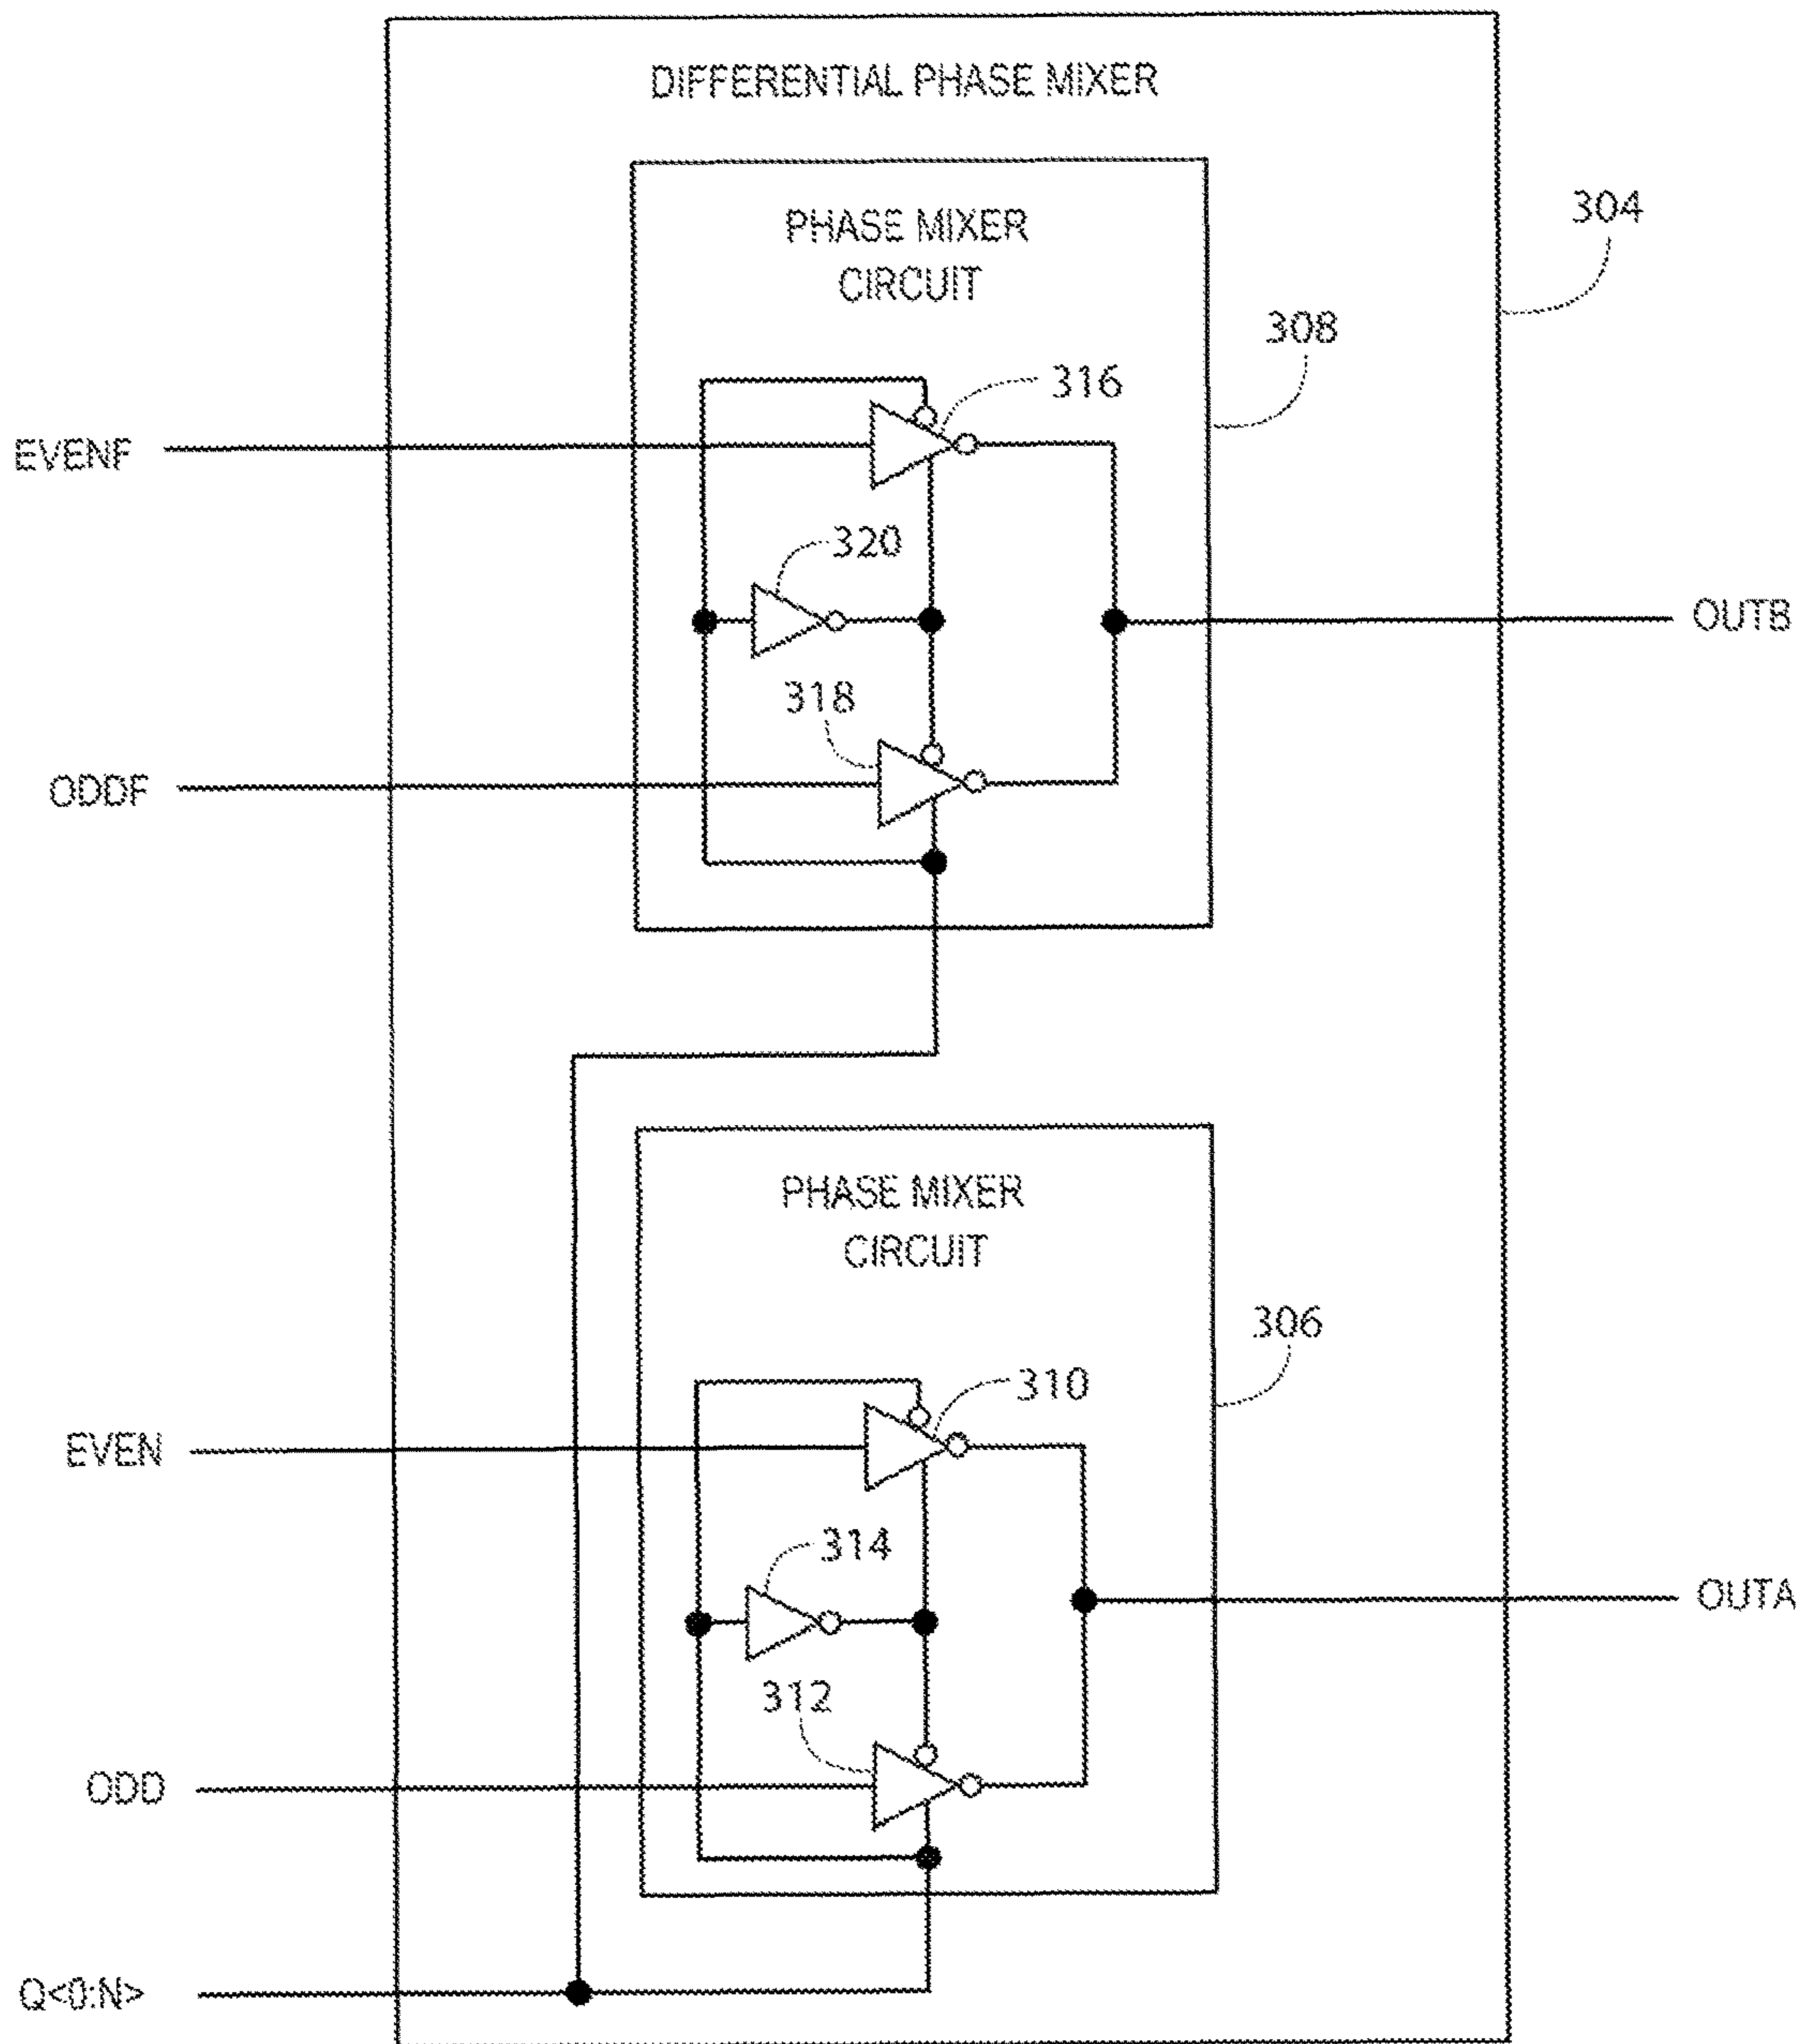 DIFFERENTIAL PHASE MIXER
PHASE MIXER
CIRCUIT
304
308
316
EVENF
320
OUTB
318
ODDF
PHASE MIXER
CIRCUIT
306
310
EVEN
314
OUTA
312
ODD
Q<0:N>